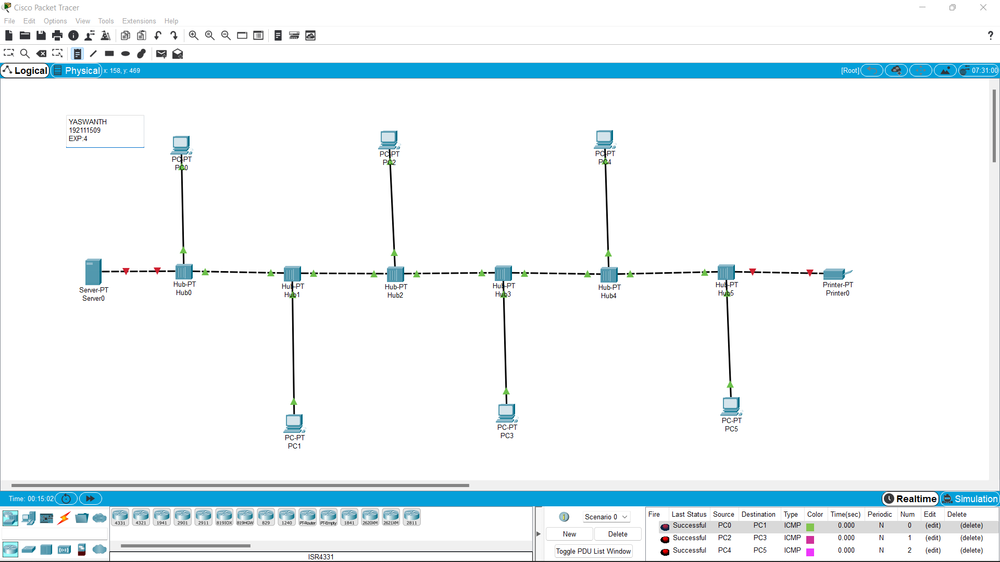 Cisco Packet Tracer
File Edit Options View Tools Extensions Help
?
Logical Physical x: 158, y: 469 [Root] 07:31:00
YASWANTH
192111509
EXP:4
PC-PT
PC0
PC-PT
PC2
PC-PT
PC4
Server-PT
Server0
Hub-PT
Hub0
Hub-PT
Hub1
Hub-PT
Hub2
Hub-PT
Hub3
Hub-PT
Hub4
Hub-PT
Hub5
Printer-PT
Printer0
PC-PT
PC1
PC-PT
PC3
PC-PT
PC5
Time: 00:15:02 Realtime Simulation
4331 4321 1941 2901 2911 819IOX 819HGW 829 1240 PT-Router PT-Empty 1841 2620XM 2621XM 2811
ISR4331
Scenario 0
New Delete
Toggle PDU List Window
Fire Last Status Source Destination Type Color Time(sec) Periodic Num Edit Delete
Successful PC0 PC1 ICMP 0.000 N 0 (edit) (delete)
Successful PC2 PC3 ICMP 0.000 N 1 (edit) (delete)
Successful PC4 PC5 ICMP 0.000 N 2 (edit) (delete)